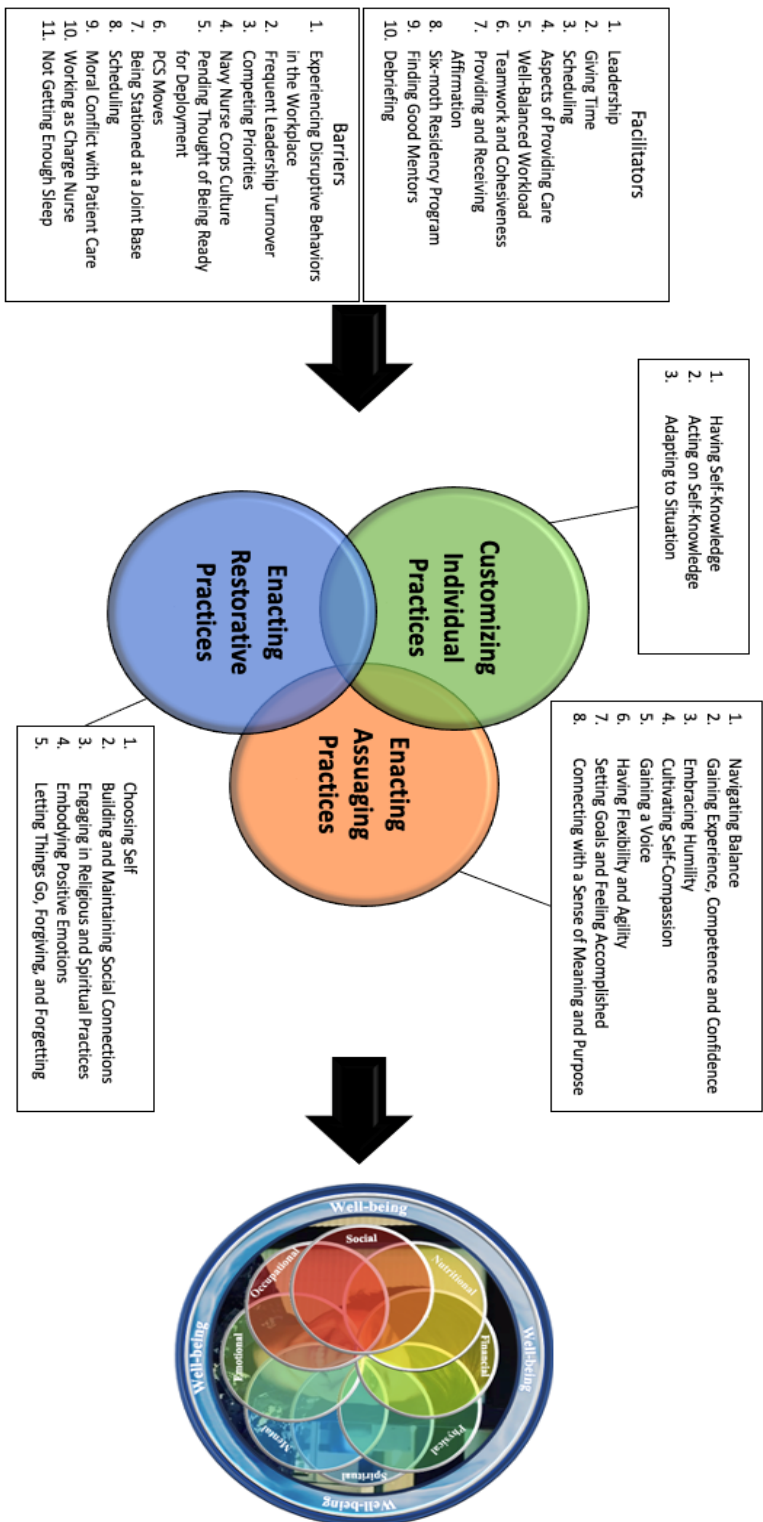 Facilitators
1. Leadership
2. Giving Time
3. Scheduling
4. Aspects of Providing Care
5. Well-Balanced Workload
6. Teamwork and Cohesiveness
7. Providing and Receiving
Affirmation
8. Six-moth Residency Program
9. Finding Good Mentors
10. Debriefing
Barriers
1. Experiencing Disruptive Behaviors
in the Workplace
2. Frequent Leadership Turnover
3. Competing Priorities
4. Navy Nurse Corps Culture
5. Pending Thought of Being Ready
for Deployment
6. PCS Moves
7. Being Stationed at a Joint Base
8. Scheduling
9. Moral Conflict with Patient Care
10. Working as Charge Nurse
11. Not Getting Enough Sleep
1. Having Self-Knowledge
2. Acting on Self-Knowledge
3. Adapting to Situation
Customizing
Individual
Practices
Enacting
Restorative
Practices
Enacting
Assuaging
Practices
1. Navigating Balance
2. Gaining Experience, Competence and Confidence
3. Embracing Humility
4. Cultivating Self-Compassion
5. Gaining a Voice
6. Having Flexibility and Agility
7. Setting Goals and Feeling Accomplished
8. Connecting with a Sense of Meaning and Purpose
1. Choosing Self
2. Building and Maintaining Social Connections
3. Engaging in Religious and Spiritual Practices
4. Embodying Positive Emotions
5. Letting Things Go, Forgiving, and Forgetting
Well-being
Well-being
Well-being
Well-being
Social
Nutritional
Financial
Physical
Spiritual
Mental
Emotional
Occupational